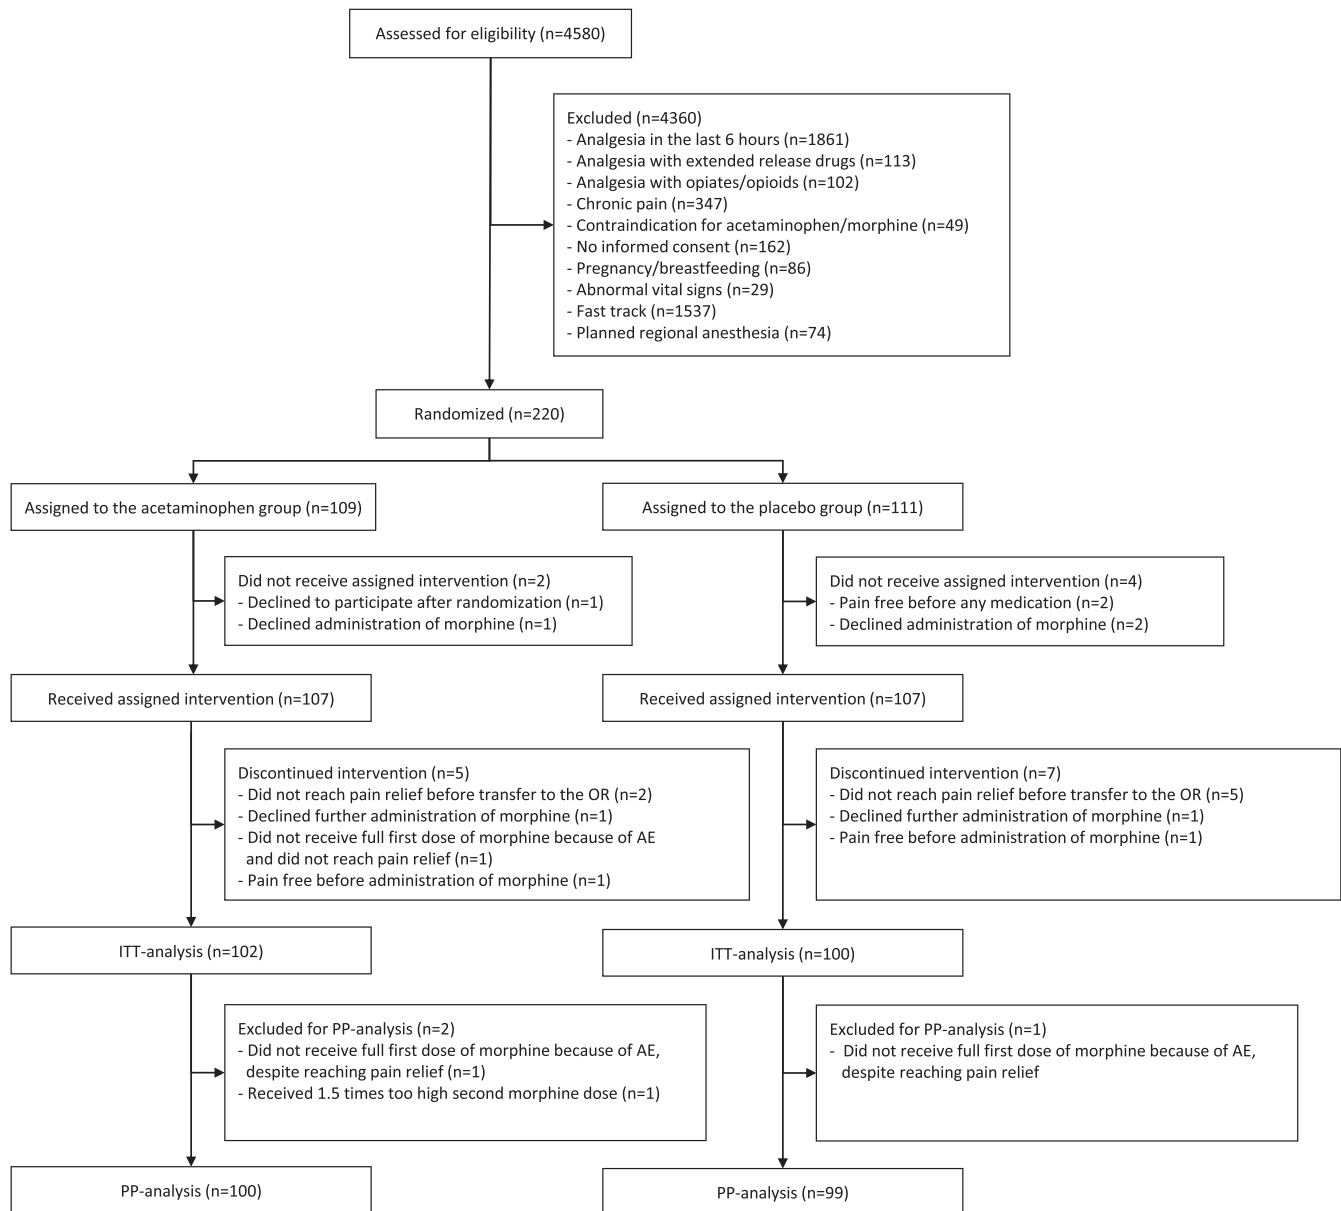 Assessed for eligibility (n=4580)
Excluded (n=4360)
- Analgesia in the last 6 hours (n=1861)
- Analgesia with extended release drugs (n=113)
- Analgesia with opiates/opioids (n=102)
- Chronic pain (n=347)
- Contraindication for acetaminophen/morphine (n=49)
- No informed consent (n=162)
- Pregnancy/breastfeeding (n=86)
- Abnormal vital signs (n=29)
- Fast track (n=1537)
- Planned regional anesthesia (n=74)
Randomized (n=220)
Assigned to the acetaminophen group (n=109)
Assigned to the placebo group (n=111)
Did not receive assigned intervention (n=2)
- Declined to participate after randomization (n=1)
- Declined administration of morphine (n=1)
Did not receive assigned intervention (n=4)
- Pain free before any medication (n=2)
- Declined administration of morphine (n=2)
Received assigned intervention (n=107)
Received assigned intervention (n=107)
Discontinued intervention (n=5)
- Did not reach pain relief before transfer to the OR (n=2)
- Declined further administration of morphine (n=1)
- Did not receive full first dose of morphine because of AE
and did not reach pain relief (n=1)
- Pain free before administration of morphine (n=1)
Discontinued intervention (n=7)
- Did not reach pain relief before transfer to the OR (n=5)
- Declined further administration of morphine (n=1)
- Pain free before administration of morphine (n=1)
ITT-analysis (n=102)
ITT-analysis (n=100)
Excluded for PP-analysis (n=2)
- Did not receive full first dose of morphine because of AE,
despite reaching pain relief (n=1)
- Received 1.5 times too high second morphine dose (n=1)
Excluded for PP-analysis (n=1)
- Did not receive full first dose of morphine because of AE,
despite reaching pain relief
PP-analysis (n=100)
PP-analysis (n=99)